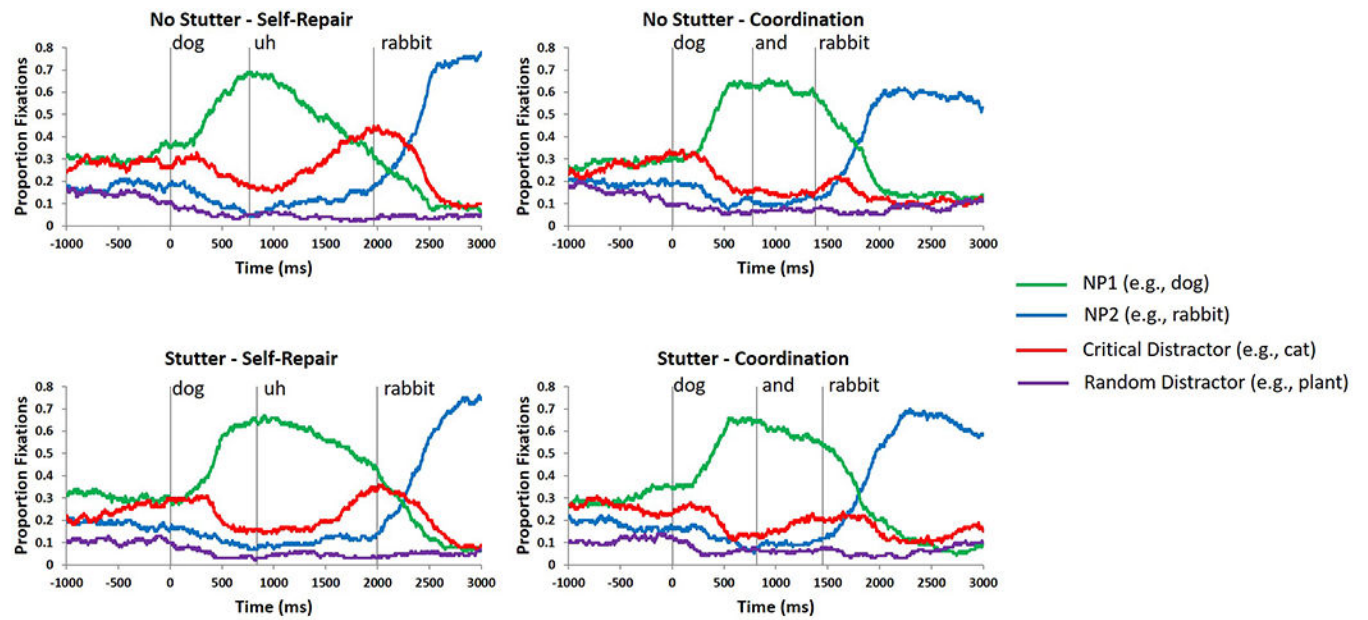 No Stutter - Self-Repair
dog uh rabbit
Proportion Fixations
0.8
0.7
0.6
0.5
0.4
0.3
0.2
0.1
0
-1000 -500 0 500 1000 1500 2000 2500 3000
Time (ms)
No Stutter - Coordination
dog and rabbit
Proportion Fixations
0.8
0.7
0.6
0.5
0.4
0.3
0.2
0.1
0
-1000 -500 0 500 1000 1500 2000 2500 3000
Time (ms)
Stutter - Self-Repair
dog uh rabbit
Proportion Fixations
0.8
0.7
0.6
0.5
0.4
0.3
0.2
0.1
0
-1000 -500 0 500 1000 1500 2000 2500 3000
Time (ms)
Stutter - Coordination
dog and rabbit
Proportion Fixations
0.8
0.7
0.6
0.5
0.4
0.3
0.2
0.1
0
-1000 -500 0 500 1000 1500 2000 2500 3000
Time (ms)
NP1 (e.g., dog)
NP2 (e.g., rabbit)
Critical Distractor (e.g., cat)
Random Distractor (e.g., plant)